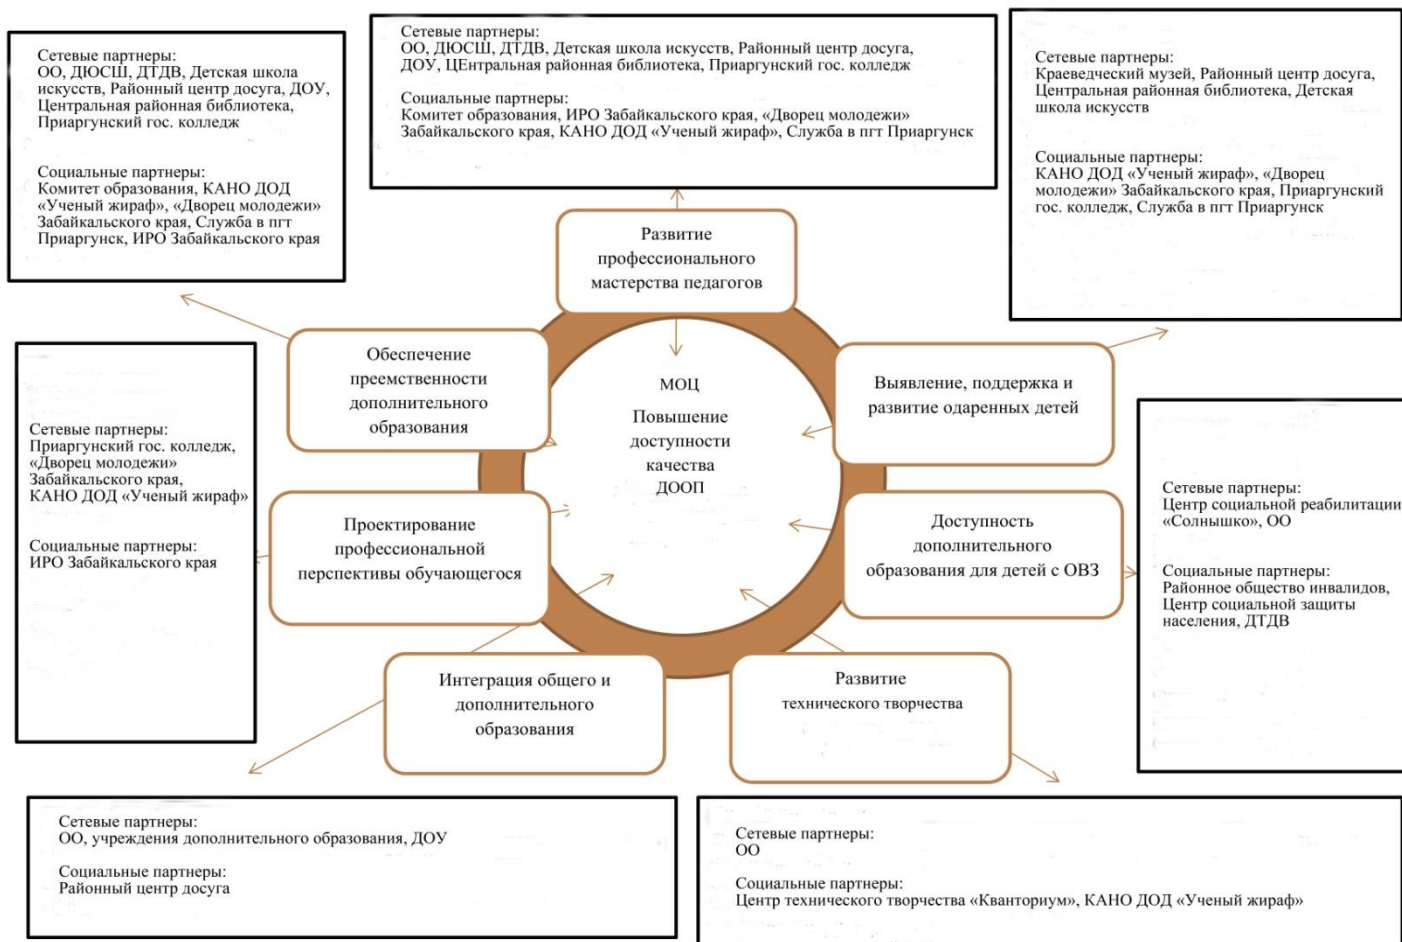 Сетевые партнеры:
ОО, ДЮСШ, ДТДВ, Детская школа
искусств, Районный центр досуга, ДОУ,
Центральная районная библиотека,
Приаргунский гос. колледж
Социальные партнеры:
Комитет образования, КАНО ДОД
«Ученый жираф», «Дворец молодежи»
Забайкальского края, Служба в пгт
Приаргунск, ИРО Забайкальского края
Сетевые партнеры:
ОО, ДЮСШ, ДТДВ, Детская школа искусств, Районный центр досуга,
ДОУ, ЦЕнтральная районная библиотека, Приаргунский гос. колледж
Социальные партнеры:
Комитет образования, ИРО Забайкальского края, «Дворец молодежи»
Забайкальского края, КАНО ДОД «Ученый жираф», Служба в пгт Приаргунск
Сетевые партнеры:
Краеведческий музей, Районный центр досуга,
Центральная районная библиотека, Детская
школа искусств
Социальные партнеры:
КАНО ДОД «Ученый жираф», «Дворец
молодежи» Забайкальского края, Приаргунский
гос. колледж, Служба в пгт Приаргунск
Развитие
профессионального
мастерства педагогов
Обеспечение
преемственности
дополнительного
образования
МОЦ
Повышение
доступности
качества
ДООП
Выявление, поддержка и
развитие одаренных детей
Сетевые партнеры:
Приаргунский гос. колледж,
«Дворец молодежи»
Забайкальского края,
КАНО ДОД «Ученый жираф»
Социальные партнеры:
ИРО Забайкальского края
Проектирование
профессиональной
перспективы обучающегося
Доступность
дополнительного
образования для детей с ОВЗ
Сетевые партнеры:
Центр социальной реабилитации
«Солнышко», ОО
Социальные партнеры:
Районное общество инвалидов,
Центр социальной защиты
населения, ДТДВ
Интеграция общего и
дополнительного
образования
Развитие
технического творчества
Сетевые партнеры:
ОО, учреждения дополнительного образования, ДОУ
Социальные партнеры:
Районный центр досуга
Сетевые партнеры:
ОО
Социальные партнеры:
Центр технического творчества «Кванториум», КАНО ДОД «Ученый жираф»